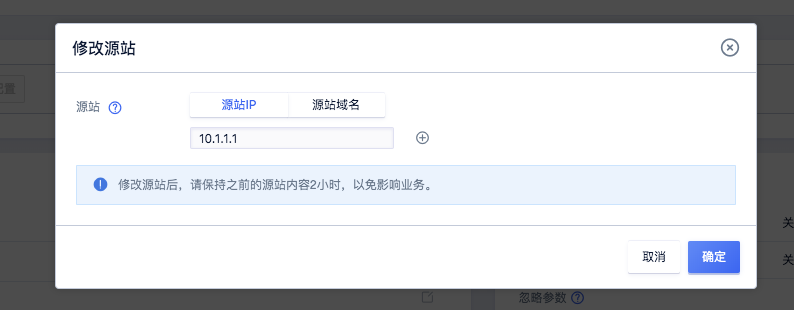 修改源站
置
源站
源站IP 源站域名
10.1.1.1
修改源站后，请保持之前的源站内容2小时，以免影响业务。
关
取消 确定
关
忽略参数